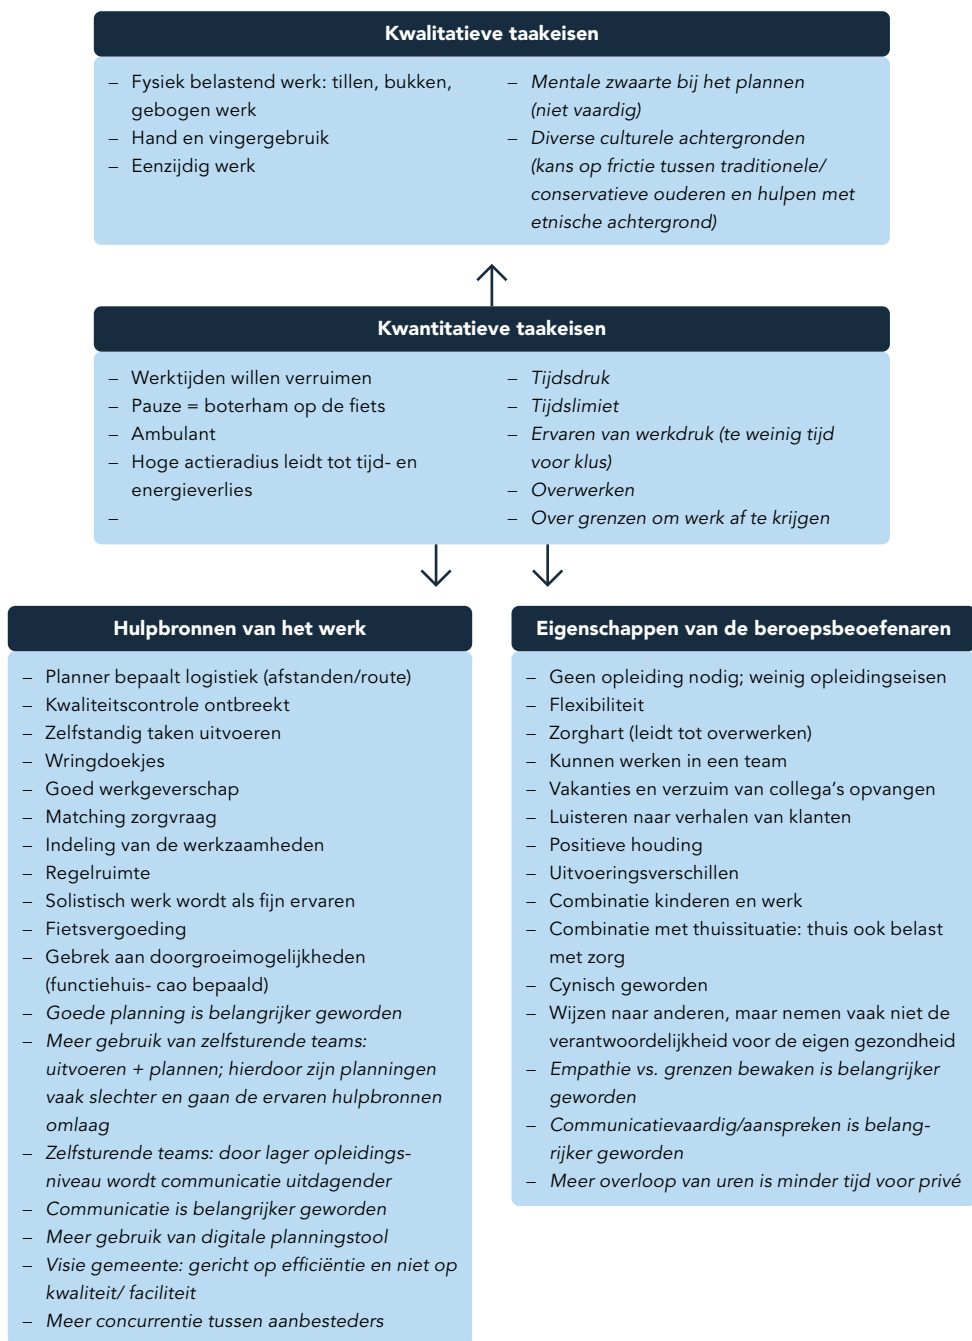 Kwalitatieve taakeisen
– Fysiek belastend werk: tillen, bukken,
gebogen werk
– Hand en vingergebruik
– Eenzijdig werk
– Mentale zwaarte bij het plannen
(niet vaardig)
– Diverse culturele achtergronden
(kans op frictie tussen traditionele/
conservatieve ouderen en hulpen met
etnische achtergrond)
Kwantitatieve taakeisen
– Werktijden willen verruimen
– Pauze = boterham op de fiets
– Ambulant
– Hoge actieradius leidt tot tijd- en
energieverlies
–
– Tijdsdruk
– Tijdslimiet
– Ervaren van werkdruk (te weinig tijd
voor klus)
– Overwerken
– Over grenzen om werk af te krijgen
Hulpbronnen van het werk
– Planner bepaalt logistiek (afstanden/route)
– Kwaliteitscontrole ontbreekt
– Zelfstandig taken uitvoeren
– Wringdoekjes
– Goed werkgeverschap
– Matching zorgvraag
– Indeling van de werkzaamheden
– Regelruimte
– Solistisch werk wordt als fijn ervaren
– Fietsvergoeding
– Gebrek aan doorgroeimogelijkheden
(functiehuis- cao bepaald)
– Goede planning is belangrijker geworden
– Meer gebruik van zelfsturende teams:
uitvoeren + plannen; hierdoor zijn planningen
vaak slechter en gaan de ervaren hulpbronnen
omlaag
– Zelfsturende teams: door lager opleidings-
niveau wordt communicatie uitdagender
– Communicatie is belangrijker geworden
– Meer gebruik van digitale planningstool
– Visie gemeente: gericht op efficiëntie en niet op
kwaliteit/ faciliteit
– Meer concurrentie tussen aanbesteders
Eigenschappen van de beroepsbeoefenaren
– Geen opleiding nodig; weinig opleidingseisen
– Flexibiliteit
– Zorghart (leidt tot overwerken)
– Kunnen werken in een team
– Vakanties en verzuim van collega's opvangen
– Luisteren naar verhalen van klanten
– Positieve houding
– Uitvoeringsverschillen
– Combinatie kinderen en werk
– Combinatie met thuissituatie: thuis ook belast
met zorg
– Cynisch geworden
– Wijzen naar anderen, maar nemen vaak niet de
verantwoordelijkheid voor de eigen gezondheid
– Empathie vs. grenzen bewaken is belangrijker
geworden
– Communicatievaardig/aanspreken is belang-
rijker geworden
– Meer overloop van uren is minder tijd voor privé